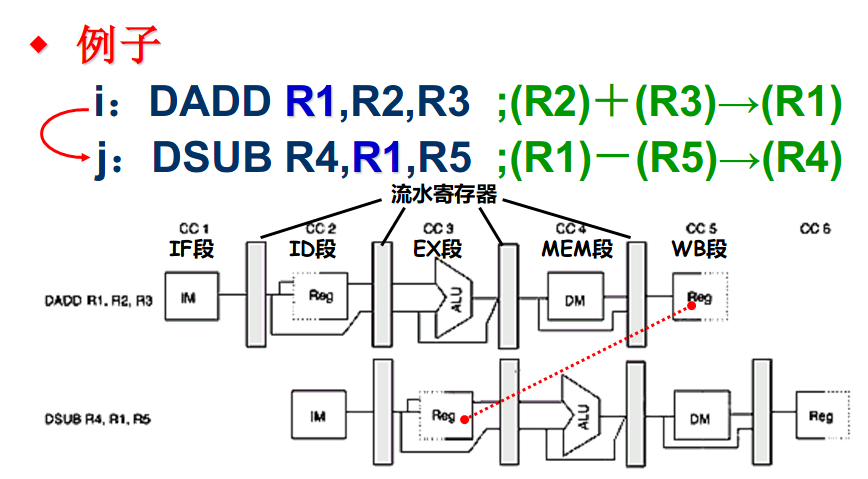 ◆ 例子
i：DADD R1,R2,R3 ;(R2)＋(R3)→(R1)
j：DSUB R4,R1,R5 ;(R1)－(R5)→(R4)
流水寄存器
CC 1 CC 2 CC 3 CC 4 CC 5 CC 6
IF段 ID段 EX段 MEM段 WB段
DADD R1, R2, R3 IM Reg ALU DM Reg
DSUB R4, R1, R5 IM Reg ALU DM Reg